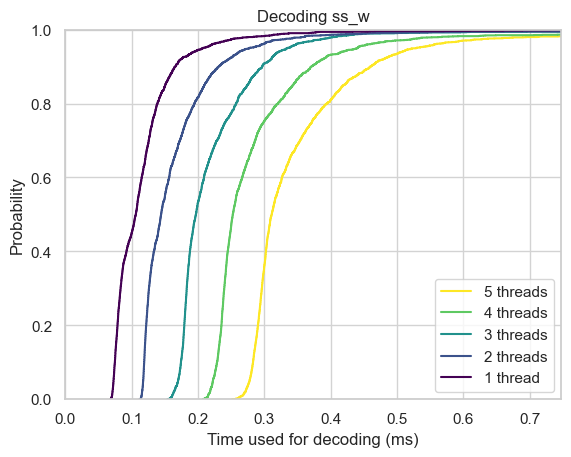 Decoding ss_w
Probability
1.0
0.8
0.6
0.4
0.2
0.0
0.0 0.1 0.2 0.3 0.4 0.5 0.6 0.7
Time used for decoding (ms)
5 threads
4 threads
3 threads
2 threads
1 thread